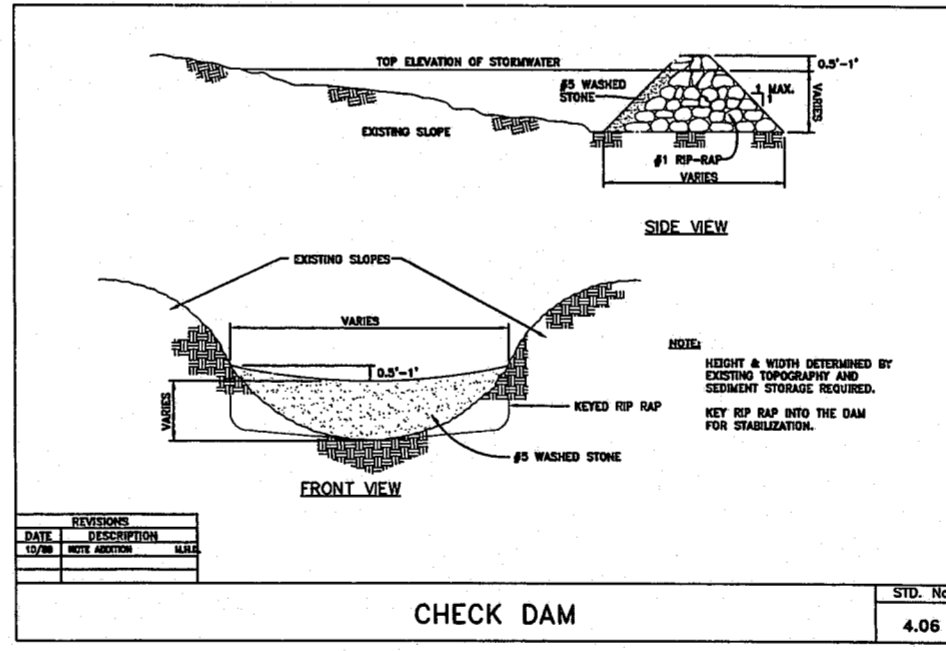 TOP ELEVATION OF STORMWATER
0.5'-1'
#5 WASHED
STONE
1 MAX.
1
VARIES
EXISTING SLOPE
#1 RIP-RAP
VARIES
SIDE VIEW
EXISTING SLOPES
VARIES
0.5'-1'
VARIES
KEYED RIP RAP
#5 WASHED STONE
FRONT VIEW
NOTE:
HEIGHT & WIDTH DETERMINED BY
EXISTING TOPOGRAPHY AND
SEDIMENT STORAGE REQUIRED.
KEY RIP RAP INTO THE DAM
FOR STABILIZATION.
REVISIONS
DATE DESCRIPTION
NOTE ADDITION
CHECK DAM
STD. No
4.06